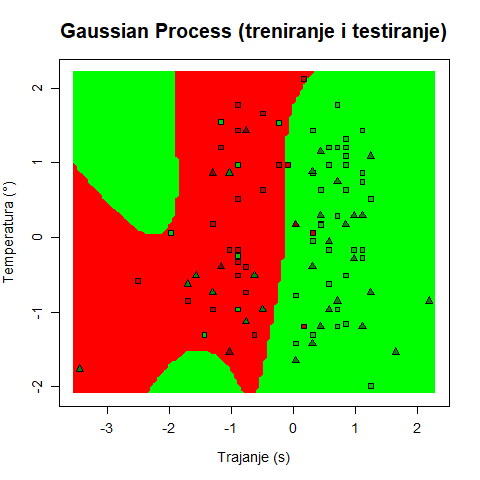 Gaussian Process (treniranje i testiranje)
Temperatura (°)
2
1
0
-1
-2
-3 -2 -1 0 1 2
Trajanje (s)